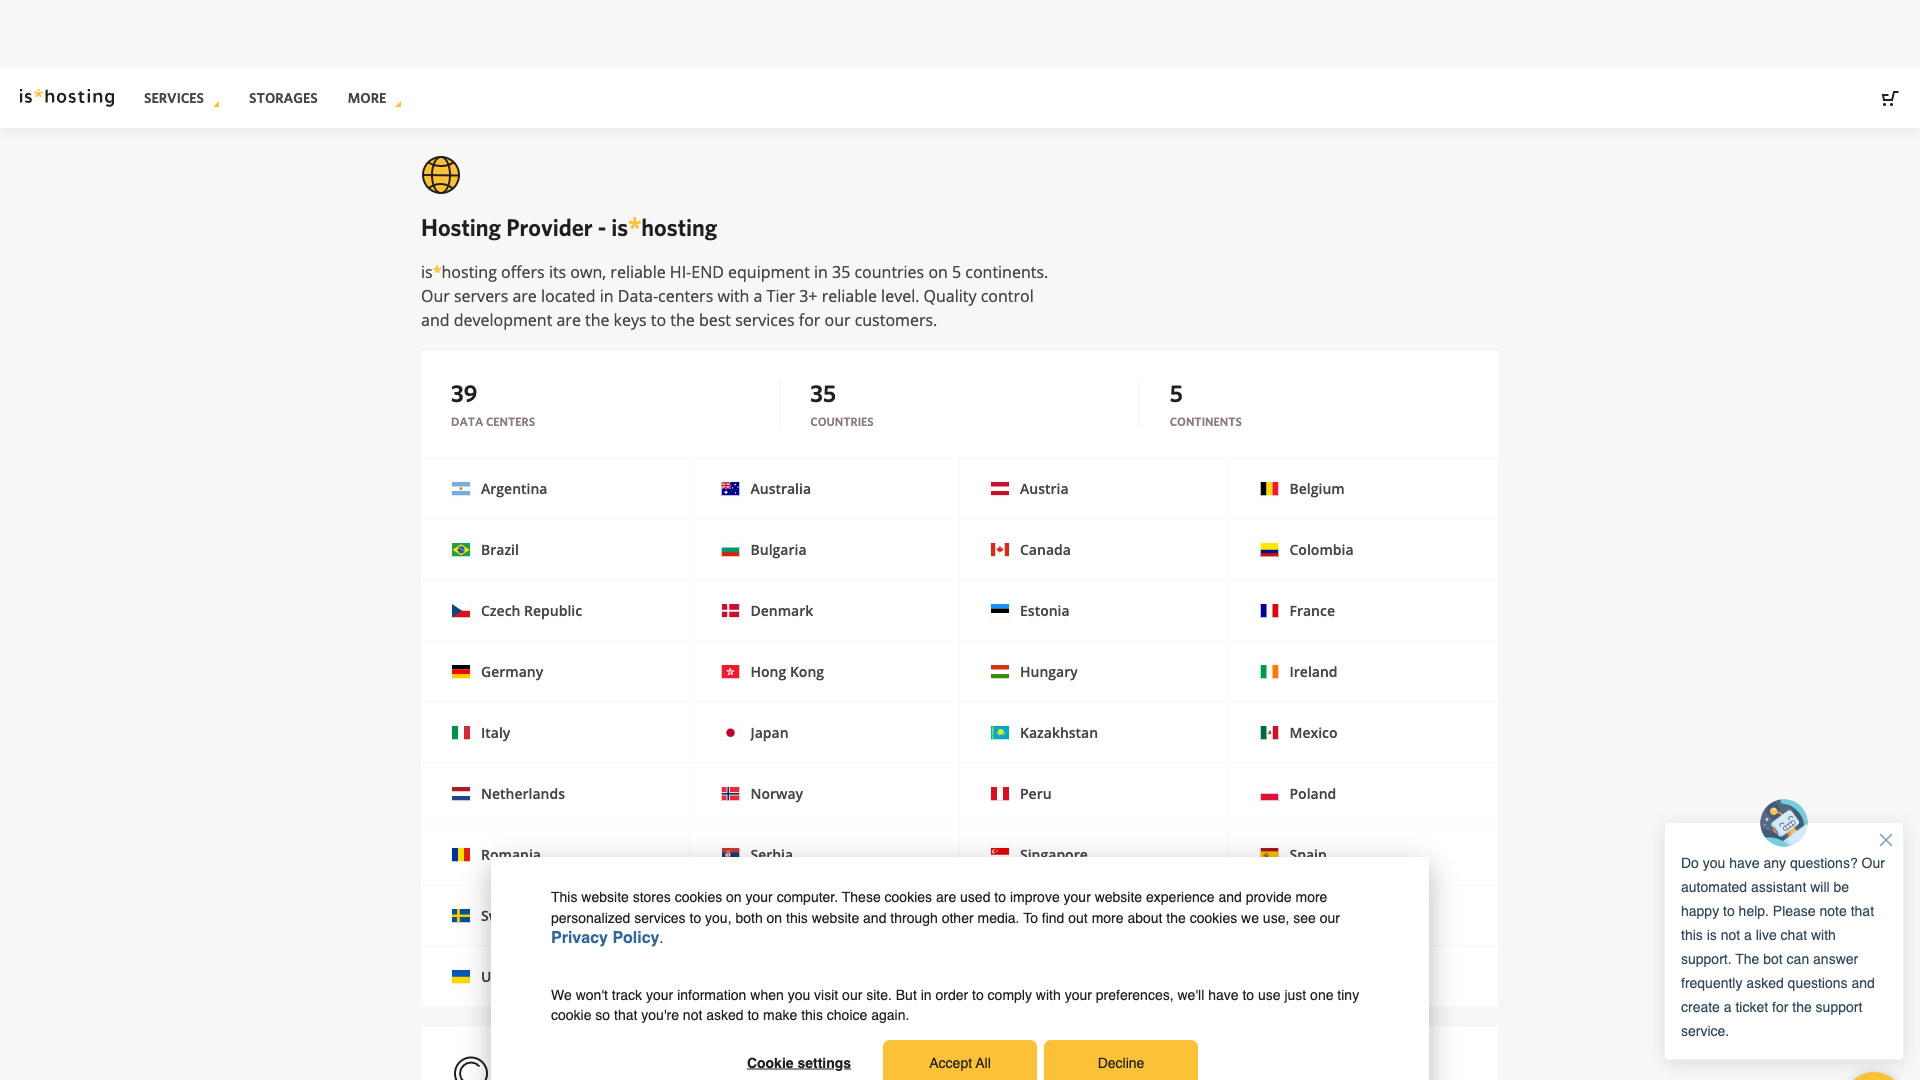 is*hosting
SERVICES
STORAGES
MORE
Hosting Provider - is*hosting
is*hosting offers its own, reliable HI-END equipment in 35 countries on 5 continents.
Our servers are located in Data-centers with a Tier 3+ reliable level. Quality control
and development are the keys to the best services for our customers.
39
DATA CENTERS
35
COUNTRIES
5
CONTINENTS
Argentina
Australia
Austria
Belgium
Brazil
Bulgaria
Canada
Colombia
Czech Republic
Denmark
Estonia
France
Germany
Hong Kong
Hungary
Ireland
Italy
Japan
Kazakhstan
Mexico
Netherlands
Norway
Peru
Poland
Romania
Serbia
Singapore
Spain
This website stores cookies on your computer. These cookies are used to improve your website experience and provide more
personalized services to you, both on this website and through other media. To find out more about the cookies we use, see our
Privacy Policy.
We won't track your information when you visit our site. But in order to comply with your preferences, we'll have to use just one tiny
cookie so that you're not asked to make this choice again.
Cookie settings
Accept All
Decline
Do you have any questions? Our
automated assistant will be
happy to help. Please note that
this is not a live chat with
support. The bot can answer
frequently asked questions and
create a ticket for the support
service.